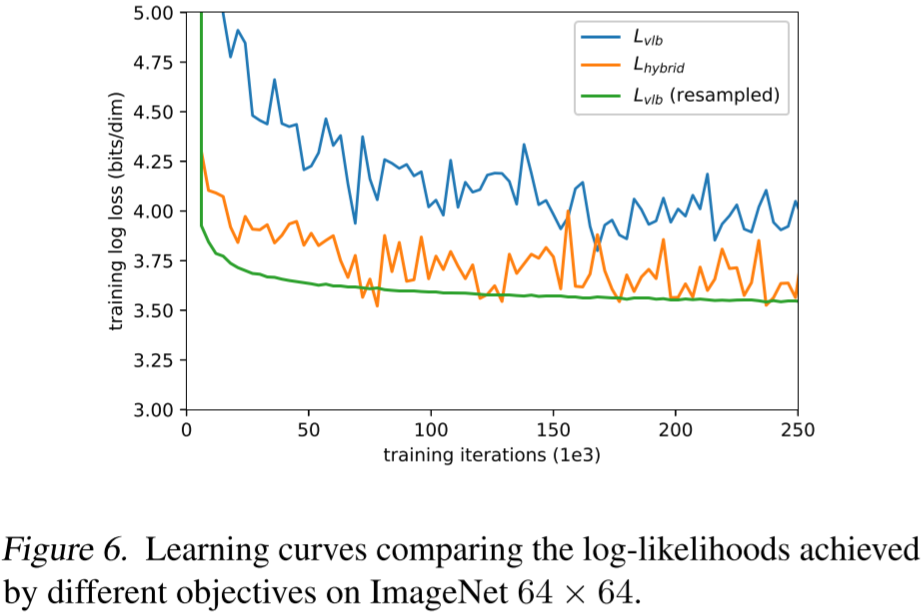 5.00
4.75
4.50
4.25
4.00
3.75
3.50
3.25
3.00
training log loss (bits/dim)
L_vlb
L_hybrid
L_vlb (resampled)
0 50 100 150 200 250
training iterations (1e3)
Figure 6. Learning curves comparing the log-likelihoods achieved
by different objectives on ImageNet 64 × 64.